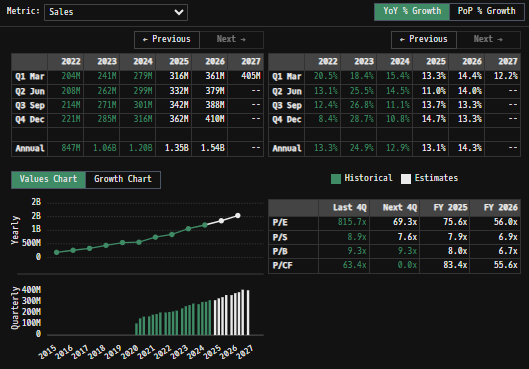 Metric: Sales YoY % Growth PoP % Growth
← Previous Next → ← Previous Next →
2022 2023 2024 2025 2026 2027 2022 2023 2024 2025 2026 2027
Q1 Mar 204M 241M 279M 316M 361M 405M Q1 Mar 20.5% 18.4% 15.4% 13.3% 14.4% 12.2%
Q2 Jun 208M 262M 299M 332M 379M -- Q2 Jun 13.1% 25.5% 14.5% 11.0% 14.0% --
Q3 Sep 214M 271M 301M 342M 388M -- Q3 Sep 12.4% 26.8% 11.1% 13.7% 13.3% --
Q4 Dec 221M 285M 316M 362M 410M -- Q4 Dec 8.4% 28.7% 10.8% 14.7% 13.3% --
Annual 847M 1.06B 1.20B 1.35B 1.54B -- Annual 13.3% 24.9% 12.9% 13.1% 14.3% --
Values Chart Growth Chart Historical Estimates
Yearly
2B
2B
1B
500M
0
Last 4Q Next 4Q FY 2025 FY 2026
P/E 815.7x 69.3x 75.6x 56.0x
P/S 8.9x 7.6x 7.9x 6.9x
P/B 9.3x 9.3x 8.0x 6.7x
P/CF 63.4x 0.0x 83.4x 55.6x
Quarterly
400M
300M
200M
100M
0
2015 2016 2017 2018 2019 2020 2021 2022 2023 2024 2025 2026 2027